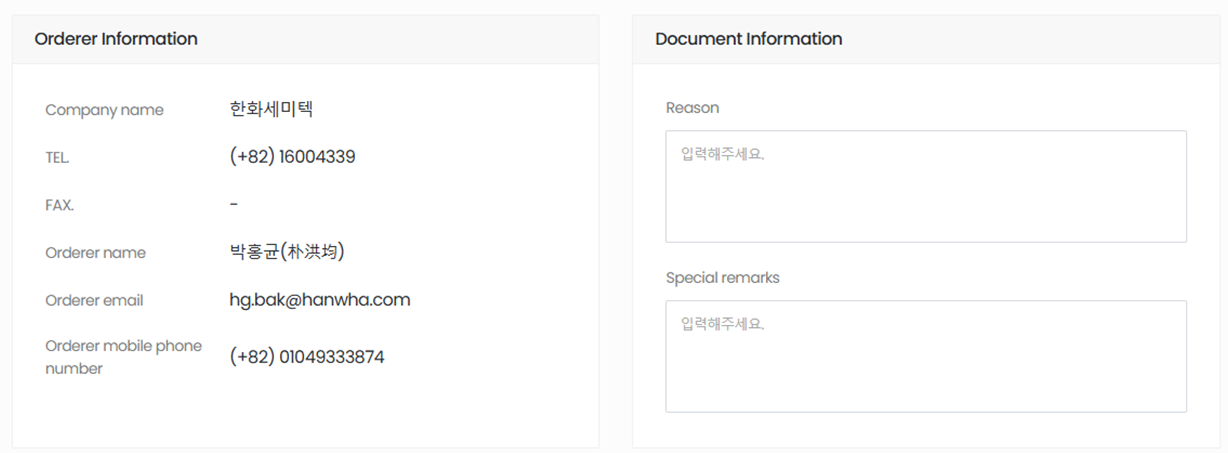 Orderer Information
Company name 한화세미텍
TEL. (+82) 16004339
FAX. -
Orderer name 박홍균(朴洪均)
Orderer email hg.bak@hanwha.com
Orderer mobile phone number (+82) 01049333874
Document Information
Reason
입력해주세요.
Special remarks
입력해주세요.